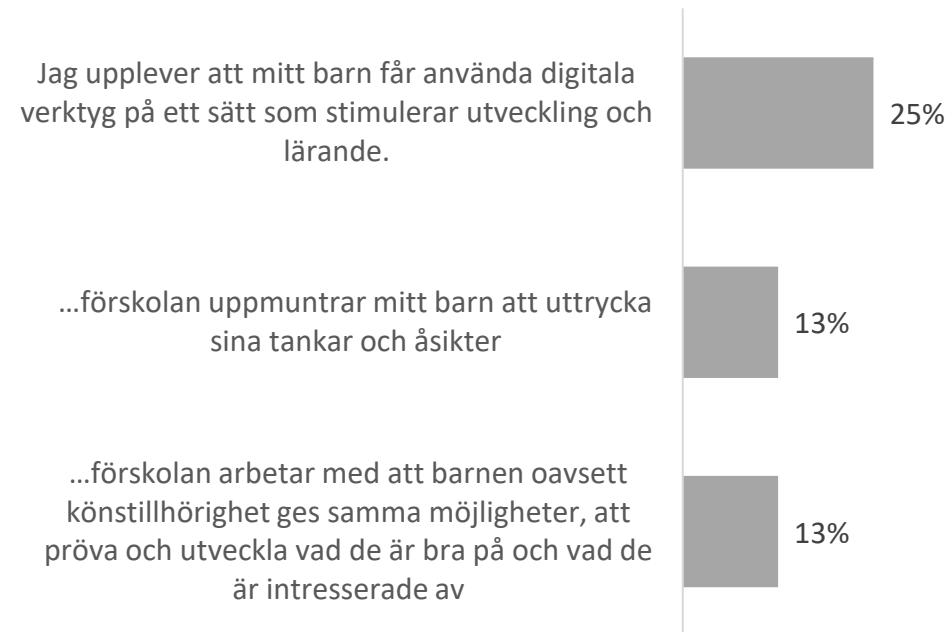 Jag upplever att mitt barn får använda digitala
verktyg på ett sätt som stimulerar utveckling och
lärande.
25%
…förskolan uppmuntrar mitt barn att uttrycka
sina tankar och åsikter
13%
…förskolan arbetar med att barnen oavsett
könstillhörighet ges samma möjligheter, att
pröva och utveckla vad de är bra på och vad de
är intresserade av
13%